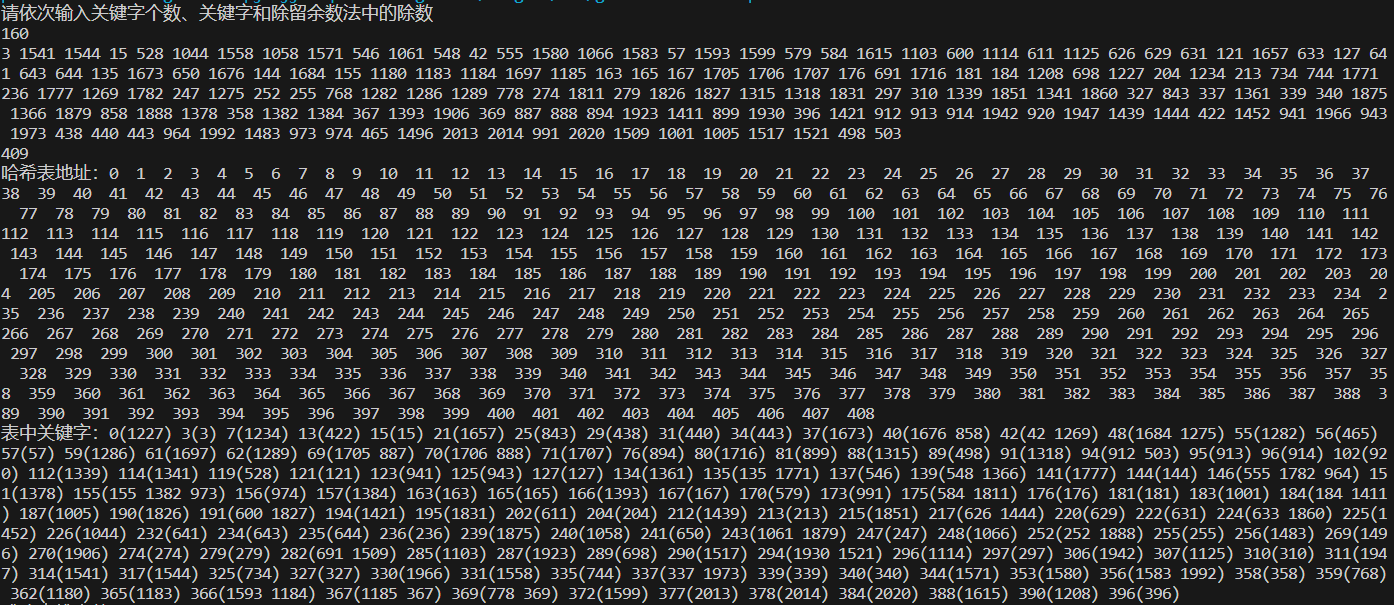 请依次输入关键字个数、关键字和除留余数法中的除数
160
3 1541 1544 15 528 1044 1558 1058 1571 546 1061 548 42 555 1580 1066 1583 57 1593 1599 579 584 1615 1103 600 1114 611 1125 626 629 631 121 1657 633 127 64
1 643 644 135 1673 650 1676 144 1684 155 1180 1183 1184 1697 1185 163 165 167 1705 1706 1707 176 691 1716 181 184 1208 698 1227 204 1234 213 734 744 1771
236 1777 1269 1782 247 1275 252 255 768 1282 1286 1289 778 274 1811 279 1826 1827 1315 1318 1831 297 310 1339 1851 1341 1860 327 843 337 1361 339 340 1875
1366 1879 858 1888 1378 358 1382 1384 367 1393 1906 369 887 888 894 1923 1411 899 1930 396 1421 912 913 914 1942 920 1947 1439 1444 422 1452 941 1966 943
1973 438 440 443 964 1992 1483 973 974 465 1496 2013 2014 991 2020 1509 1001 1005 1517 1521 498 503
409
哈希表地址: 0 1 2 3 4 5 6 7 8 9 10 11 12 13 14 15 16 17 18 19 20 21 22 23 24 25 26 27 28 29 30 31 32 33 34 35 36 37
38 39 40 41 42 43 44 45 46 47 48 49 50 51 52 53 54 55 56 57 58 59 60 61 62 63 64 65 66 67 68 69 70 71 72 73 74 75 76
77 78 79 80 81 82 83 84 85 86 87 88 89 90 91 92 93 94 95 96 97 98 99 100 101 102 103 104 105 106 107 108 109 110 111
112 113 114 115 116 117 118 119 120 121 122 123 124 125 126 127 128 129 130 131 132 133 134 135 136 137 138 139 140 141 142
143 144 145 146 147 148 149 150 151 152 153 154 155 156 157 158 159 160 161 162 163 164 165 166 167 168 169 170 171 172 173
174 175 176 177 178 179 180 181 182 183 184 185 186 187 188 189 190 191 192 193 194 195 196 197 198 199 200 201 202 203 20
4 205 206 207 208 209 210 211 212 213 214 215 216 217 218 219 220 221 222 223 224 225 226 227 228 229 230 231 232 233 234 2
35 236 237 238 239 240 241 242 243 244 245 246 247 248 249 250 251 252 253 254 255 256 257 258 259 260 261 262 263 264 265
266 267 268 269 270 271 272 273 274 275 276 277 278 279 280 281 282 283 284 285 286 287 288 289 290 291 292 293 294 295 296
297 298 299 300 301 302 303 304 305 306 307 308 309 310 311 312 313 314 315 316 317 318 319 320 321 322 323 324 325 326 327
328 329 330 331 332 333 334 335 336 337 338 339 340 341 342 343 344 345 346 347 348 349 350 351 352 353 354 355 356 357 35
8 359 360 361 362 363 364 365 366 367 368 369 370 371 372 373 374 375 376 377 378 379 380 381 382 383 384 385 386 387 388 3
89 390 391 392 393 394 395 396 397 398 399 400 401 402 403 404 405 406 407 408
表中关键字: 0(1227) 3(3) 7(1234) 13(422) 15(15) 21(1657) 25(843) 29(438) 31(440) 34(443) 37(1673) 40(1676 858) 42(42 1269) 48(1684 1275) 55(1282) 56(465)
57(57) 59(1286) 61(1697) 62(1289) 69(1705 887) 70(1706 888) 71(1707) 76(894) 80(1716) 81(899) 88(1315) 89(498) 91(1318) 94(912 503) 95(913) 96(914) 102(92
0) 112(1339) 114(1341) 119(528) 121(121) 123(941) 125(943) 127(127) 134(1361) 135(135 1771) 137(546) 139(548 1366) 141(1777) 144(144) 146(555 1782 964) 15
1(1378) 155(155 1382 973) 156(974) 157(1384) 163(163) 165(165) 166(1393) 167(167) 170(579) 173(991) 175(584 1811) 176(176) 181(181) 183(1001) 184(184 1411
) 187(1005) 190(1826) 191(600 1827) 194(1421) 195(1831) 202(611) 204(204) 212(1439) 213(213) 215(1851) 217(626 1444) 220(629) 222(631) 224(633 1860) 225(1
452) 226(1044) 232(641) 234(643) 235(644) 236(236) 239(1875) 240(1058) 241(650) 243(1061 1879) 247(247) 248(1066) 252(252 1888) 255(255) 256(1483) 269(149
6) 270(1906) 274(274) 279(279) 282(691 1509) 285(1103) 287(1923) 289(698) 290(1517) 294(1930 1521) 296(1114) 297(297) 306(1942) 307(1125) 310(310) 311(194
7) 314(1541) 317(1544) 325(734) 327(327) 330(1966) 331(1558) 335(744) 337(337 1973) 339(339) 340(340) 344(1571) 353(1580) 356(1583 1992) 358(358) 359(768)
362(1180) 365(1183) 366(1593 1184) 367(1185 367) 369(778 369) 372(1599) 377(2013) 378(2014) 384(2020) 388(1615) 390(1208) 396(396)